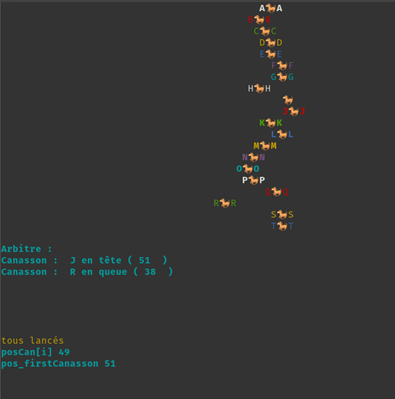 A🐎A
B🐎B
C🐎C
D🐎D
E🐎E
F🐎F
G🐎G
H🐎H
🐎
J🐎J
K🐎K
L🐎L
M🐎M
N🐎N
O🐎O
P🐎P
🐎Q
R🐎R
S🐎S
T🐎T
Arbitre :
Canasson :  J en tête ( 51  )
Canasson :  R en queue ( 38  )
tous lancés
posCan[i] 49
pos_firstCanasson 51